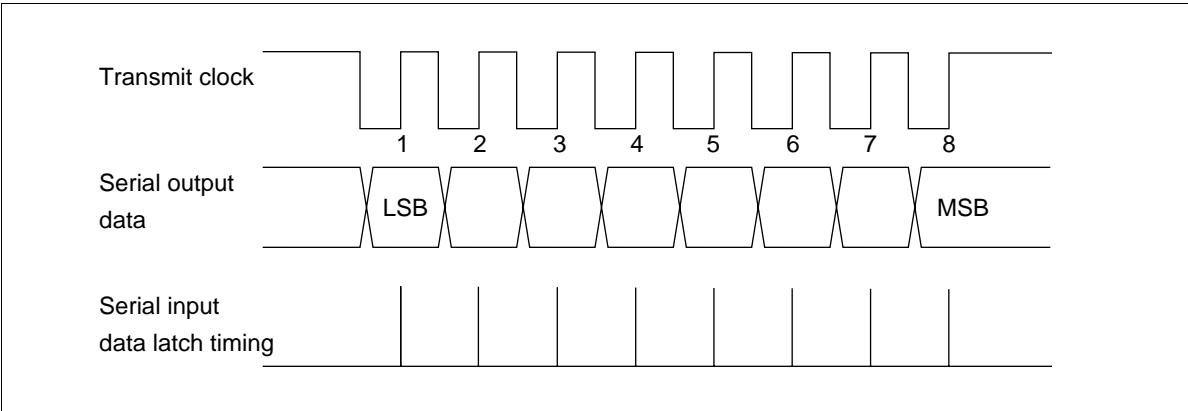 Transmit clock
1 2 3 4 5 6 7 8
Serial output
data
LSB MSB
Serial input
data latch timing